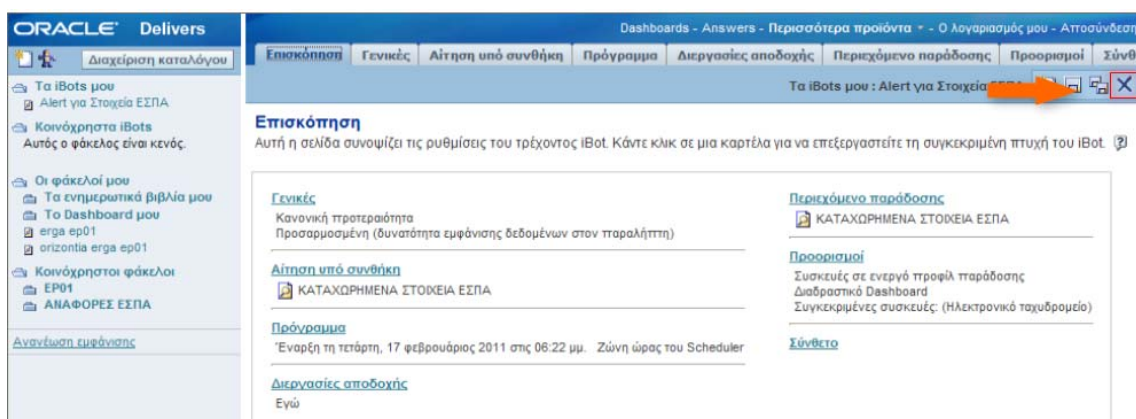 ORACLE Delivers
Dashboards - Answers - Περισσότερα προϊόντα - Ο λογαριασμός μου - Αποσύνδεση
Διαχείριση καταλόγου
Επισκόπηση Γενικές Αίτηση υπό συνθήκη Πρόγραμμα Διεργασίες αποδοχής Περιεχόμενο παράδοσης Προορισμοί Σύνθ
Τα iBots μου : Alert για Στοιχεία
Τα iBots μου
Alert για Στοιχεία ΕΣΠΑ
Κοινόχρηστα iBots
Αυτός ο φάκελος είναι κενός.
Οι φάκελοί μου
Τα ενημερωτικά βιβλία μου
Το Dashboard μου
erga ep01
orizontia erga ep01
Κοινόχρηστοι φάκελοι
EP01
ΑΝΑΦΟΡΕΣ ΕΣΠΑ
Ανανέωση εμφάνισης
Επισκόπηση
Αυτή η σελίδα συνοψίζει τις ρυθμίσεις του τρέχοντος iBot. Κάντε κλικ σε μια καρτέλα για να επεξεργαστείτε τη συγκεκριμένη πτυχή του iBot.
Γενικές
Κανονική προτεραιότητα
Προσαρμοσμένη (δυνατότητα εμφάνισης δεδομένων στον παραλήπτη)
Αίτηση υπό συνθήκη
ΚΑΤΑΧΩΡΗΜΕΝΑ ΣΤΟΙΧΕΙΑ ΕΣΠΑ
Πρόγραμμα
Έναρξη τη τετάρτη, 17 φεβρουάριος 2011 στις 06:22 μμ. Ζώνη ώρας του Scheduler
Διεργασίες αποδοχής
Εγώ
Περιεχόμενο παράδοσης
ΚΑΤΑΧΩΡΗΜΕΝΑ ΣΤΟΙΧΕΙΑ ΕΣΠΑ
Προορισμοί
Συσκευές σε ενεργό προφίλ παράδοσης
Διαδραστικό Dashboard
Συγκεκριμένες συσκευές: (Ηλεκτρονικό ταχυδρομείο)
Σύνθετο